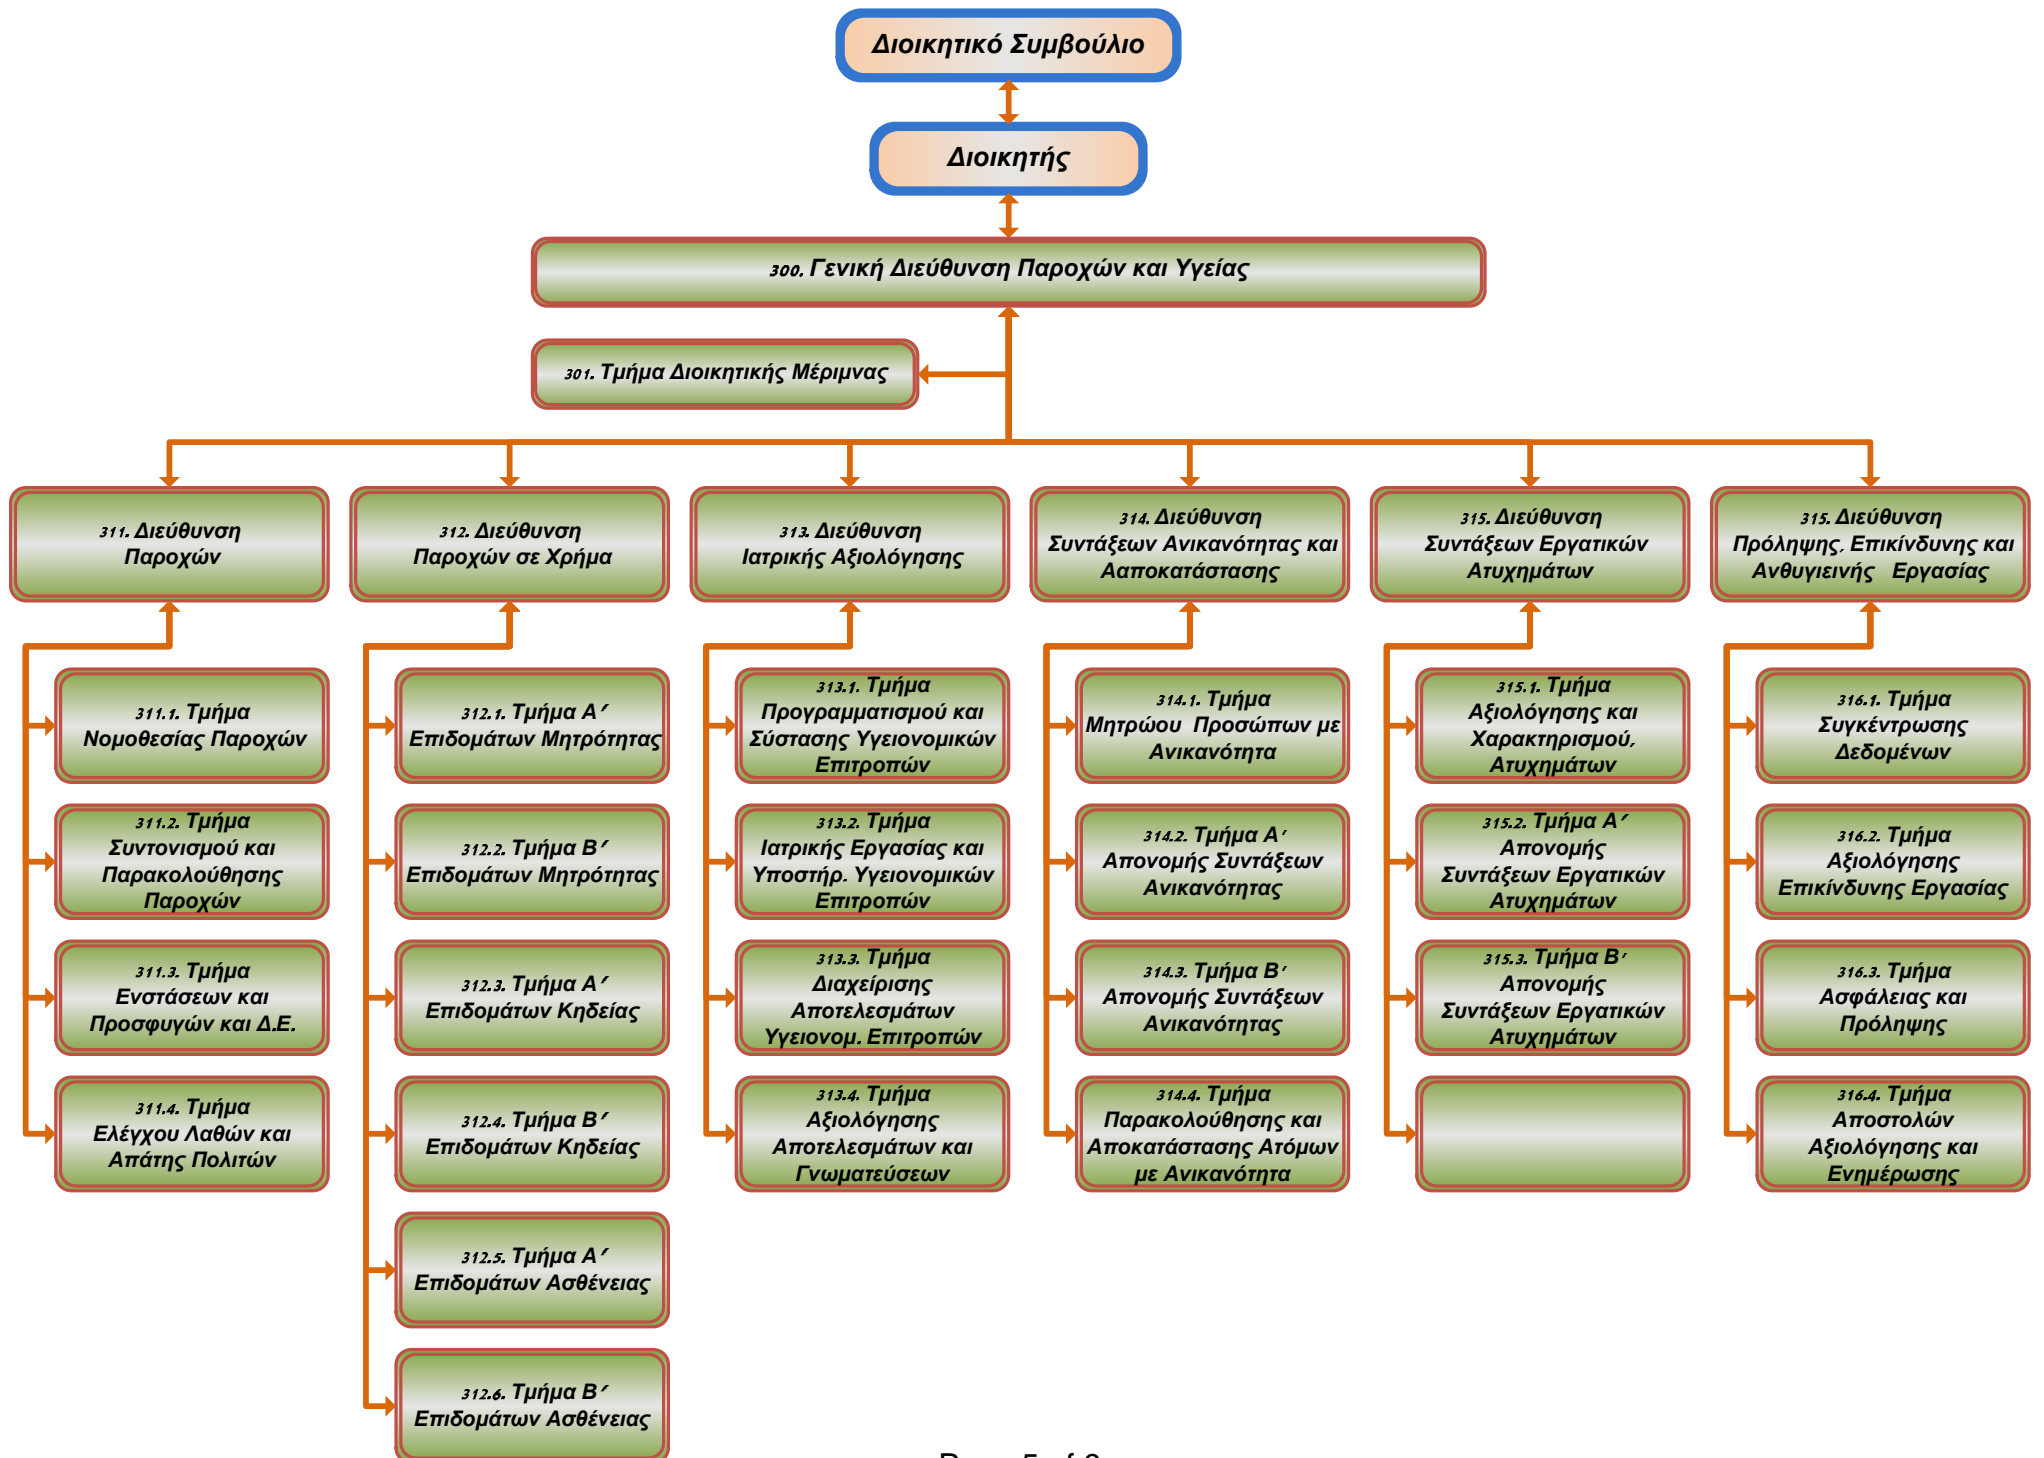 Διοικητικό Συμβούλιο
Διοικητής
300. Γενική Διεύθυνση Παροχών και Υγείας
301. Τμήμα Διοικητικής Μέριμνας
311. Διεύθυνση
Παροχών
312. Διεύθυνση
Παροχών σε Χρήμα
313. Διεύθυνση
Ιατρικής Αξιολόγησης
314. Διεύθυνση
Συντάξεων Ανικανότητας και
Ααποκατάστασης
315. Διεύθυνση
Συντάξεων Εργατικών
Ατυχημάτων
315. Διεύθυνση
Πρόληψης, Επικίνδυνης και
Ανθυγιεινής Εργασίας
311.1. Τμήμα
Νομοθεσίας Παροχών
311.2. Τμήμα
Συντονισμού και
Παρακολούθησης
Παροχών
311.3. Τμήμα
Ενστάσεων και
Προσφυγών και Δ.Ε.
311.4. Τμήμα
Ελέγχου Λαθών και
Απάτης Πολιτών
312.1. Τμήμα Α′
Επιδομάτων Μητρότητας
312.2. Τμήμα Β′
Επιδομάτων Μητρότητας
312.3. Τμήμα Α′
Επιδομάτων Κηδείας
312.4. Τμήμα Β′
Επιδομάτων Κηδείας
312.5. Τμήμα Α′
Επιδομάτων Ασθένειας
312.6. Τμήμα Β′
Επιδομάτων Ασθένειας
313.1. Τμήμα
Προγραμματισμού και
Σύστασης Υγειονομικών
Επιτροπών
313.2. Τμήμα
Ιατρικής Εργασίας και
Υποστήρ. Υγειονομικών
Επιτροπών
313.3. Τμήμα
Διαχείρισης
Αποτελεσμάτων
Υγειονομ. Επιτροπών
313.4. Τμήμα
Αξιολόγησης
Αποτελεσμάτων και
Γνωματεύσεων
314.1. Τμήμα
Μητρώου Προσώπων με
Ανικανότητα
314.2. Τμήμα Α′
Απονομής Συντάξεων
Ανικανότητας
314.3. Τμήμα Β′
Απονομής Συντάξεων
Ανικανότητας
314.4. Τμήμα
Παρακολούθησης και
Αποκατάστασης Ατόμων
με Ανικανότητα
315.1. Τμήμα
Αξιολόγησης και
Χαρακτηρισμού,
Ατυχημάτων
315.2. Τμήμα Α′
Απονομής
Συντάξεων Εργατικών
Ατυχημάτων
315.3. Τμήμα Β′
Απονομής
Συντάξεων Εργατικών
Ατυχημάτων
316.1. Τμήμα
Συγκέντρωσης
Δεδομένων
316.2. Τμήμα
Αξιολόγησης
Επικίνδυνης Εργασίας
316.3. Τμήμα
Ασφάλειας και
Πρόληψης
316.4. Τμήμα
Αποστολών
Αξιολόγησης και
Ενημέρωσης